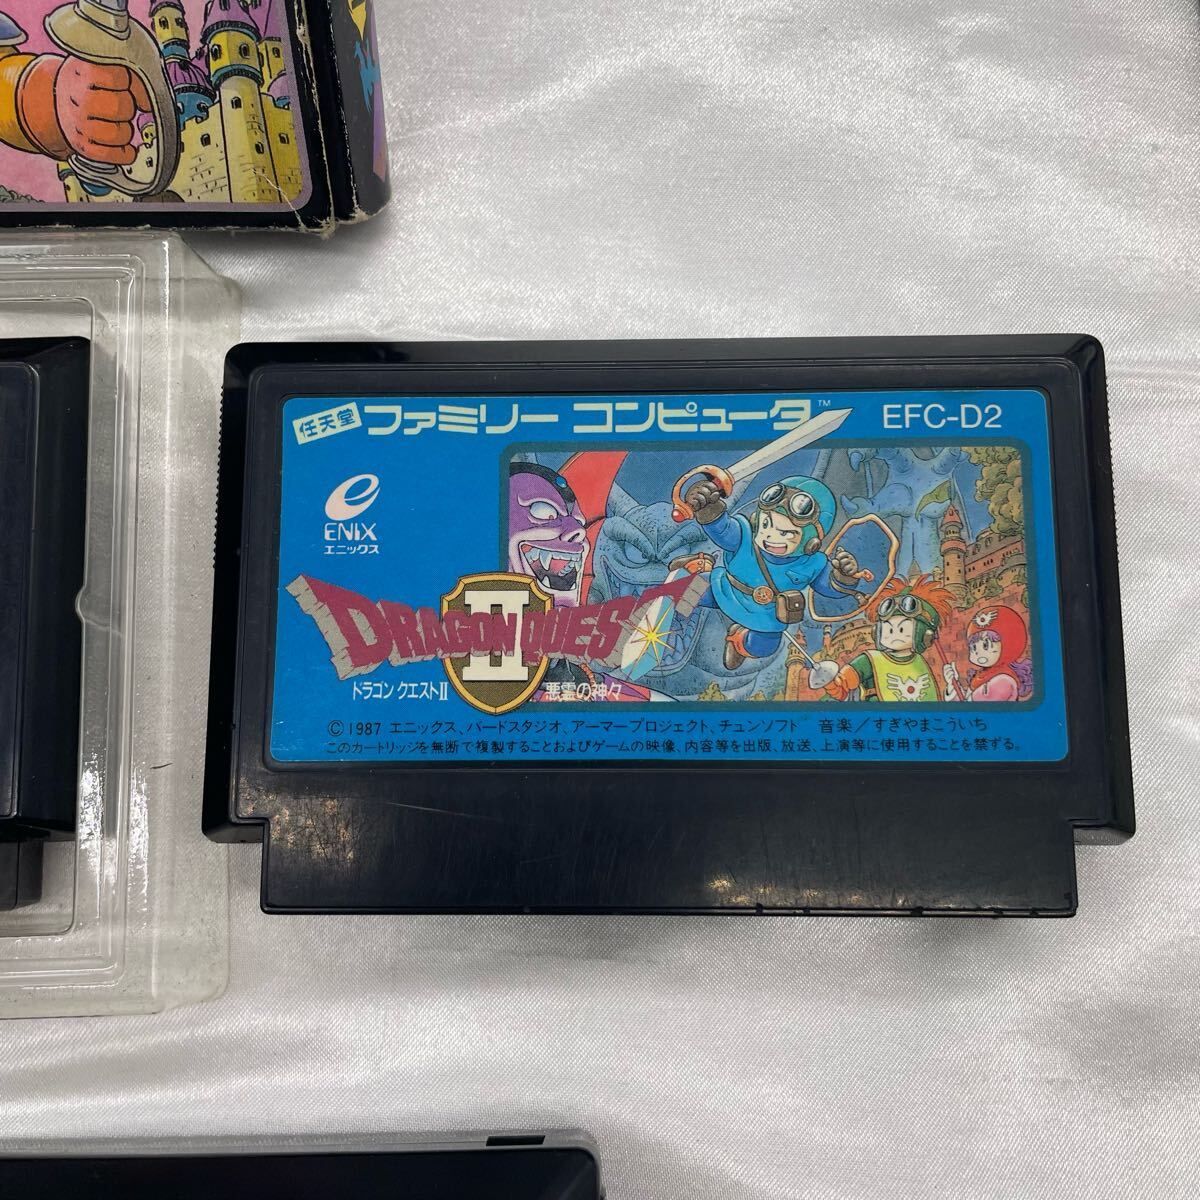 任天堂 ファミリー コンピュータ™ EFC-D2
ENIX
エニックス
DRAGON QUEST
II
ドラゴン クエストII 悪霊の神々
©1987 エニックス、バードスタジオ、アーマープロジェクト、チュンソフト 音楽/すぎやまこういち
このカートリッジを無断で複製することおよびゲームの映像、内容等を出版、放送、上演等に使用することを禁ずる。